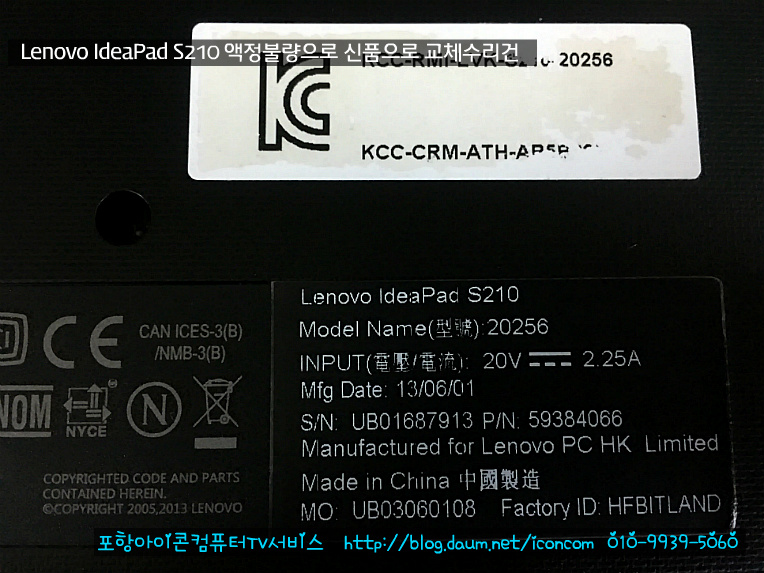 Lenovo IdeaPad S210 액정불량으로 신품으로 교체수리건
20256
KCC-CRM-ATH-
Lenovo IdeaPad S210
Model Name(型號):20256
INPUT(電壓/電流): 20V 2.25A
Mfg Date: 13/06/01
S/N: UB01687913 P/N: 59384066
Manufactured for Lenovo PC HK Limited
Made in China 中國製造
MO: UB03060108 Factory ID: HFBITLAND
CE
CAN ICES-3(B)
/NMB-3(B)
NOM
NYCE
N
COPYRIGHTED CODE AND PARTS
CONTAINED HEREIN.
©COPYRIGHT 2005,2013 LENOVO
포항아이콘컴퓨터TV서비스 http://blog.daum.net/iconcom 010-9939-5060